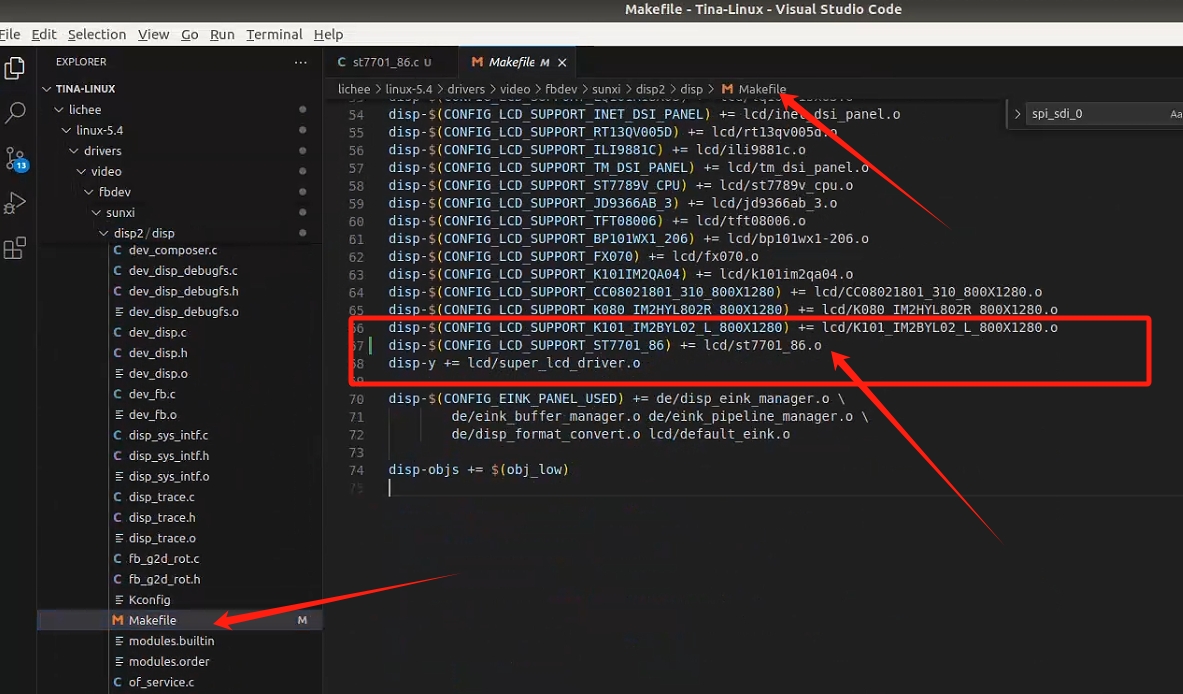 Makefile - Tina-Linux - Visual Studio Code
File Edit Selection View Go Run Terminal Help
EXPLORER ...
TINA-LINUX
lichee
linux-5.4
drivers
video
fbdev
sunxi
disp2/disp
C dev_composer.c
C dev_disp_debugfs.c
C dev_disp_debugfs.h
dev_disp_debugfs.o
C dev_disp.c
C dev_disp.h
dev_disp.o
C dev_fb.c
dev_fb.o
C disp_sys_intf.c
C disp_sys_intf.h
disp_sys_intf.o
C disp_trace.c
C disp_trace.h
disp_trace.o
C fb_g2d_rot.c
C fb_g2d_rot.h
Kconfig
M Makefile M
modules.builtin
modules.order
C of_service.c
13
C st7701_86.c U
M Makefile M
lichee > linux-5.4 > drivers > video > fbdev > sunxi > disp2 > disp > M Makefile
spi_sdi_0 Aa
54 disp-$(CONFIG_LCD_SUPPORT_INET_DSI_PANEL) += lcd/inet_dsi_panel.o
55 disp-$(CONFIG_LCD_SUPPORT_RT13QV005D) += lcd/rt13qv005d.o
56 disp-$(CONFIG_LCD_SUPPORT_ILI9881C) += lcd/ili9881c.o
57 disp-$(CONFIG_LCD_SUPPORT_TM_DSI_PANEL) += lcd/tm_dsi_panel.o
58 disp-$(CONFIG_LCD_SUPPORT_ST7789V_CPU) += lcd/st7789v_cpu.o
59 disp-$(CONFIG_LCD_SUPPORT_JD9366AB_3) += lcd/jd9366ab_3.o
60 disp-$(CONFIG_LCD_SUPPORT_TFT08006) += lcd/tft08006.o
61 disp-$(CONFIG_LCD_SUPPORT_BP101WX1_206) += lcd/bp101wx1-206.o
62 disp-$(CONFIG_LCD_SUPPORT_FX070) += lcd/fx070.o
63 disp-$(CONFIG_LCD_SUPPORT_K101IM2QA04) += lcd/k101im2qa04.o
64 disp-$(CONFIG_LCD_SUPPORT_CC08021801_310_800X1280) += lcd/CC08021801_310_800X1280.o
65 disp-$(CONFIG_LCD_SUPPORT_K080_IM2HYL802R_800X1280) += lcd/K080_IM2HYL802R_800X1280.o
66 disp-$(CONFIG_LCD_SUPPORT_K101_IM2BYL02_L_800X1280) += lcd/K101_IM2BYL02_L_800X1280.o
67 disp-$(CONFIG_LCD_SUPPORT_ST7701_86) += lcd/st7701_86.o
68 disp-y += lcd/super_lcd_driver.o
69
70 disp-$(CONFIG_EINK_PANEL_USED) += de/disp_eink_manager.o \
71 de/eink_buffer_manager.o de/eink_pipeline_manager.o \
72 de/disp_format_convert.o lcd/default_eink.o
73
74 disp-objs += $(obj_low)
75